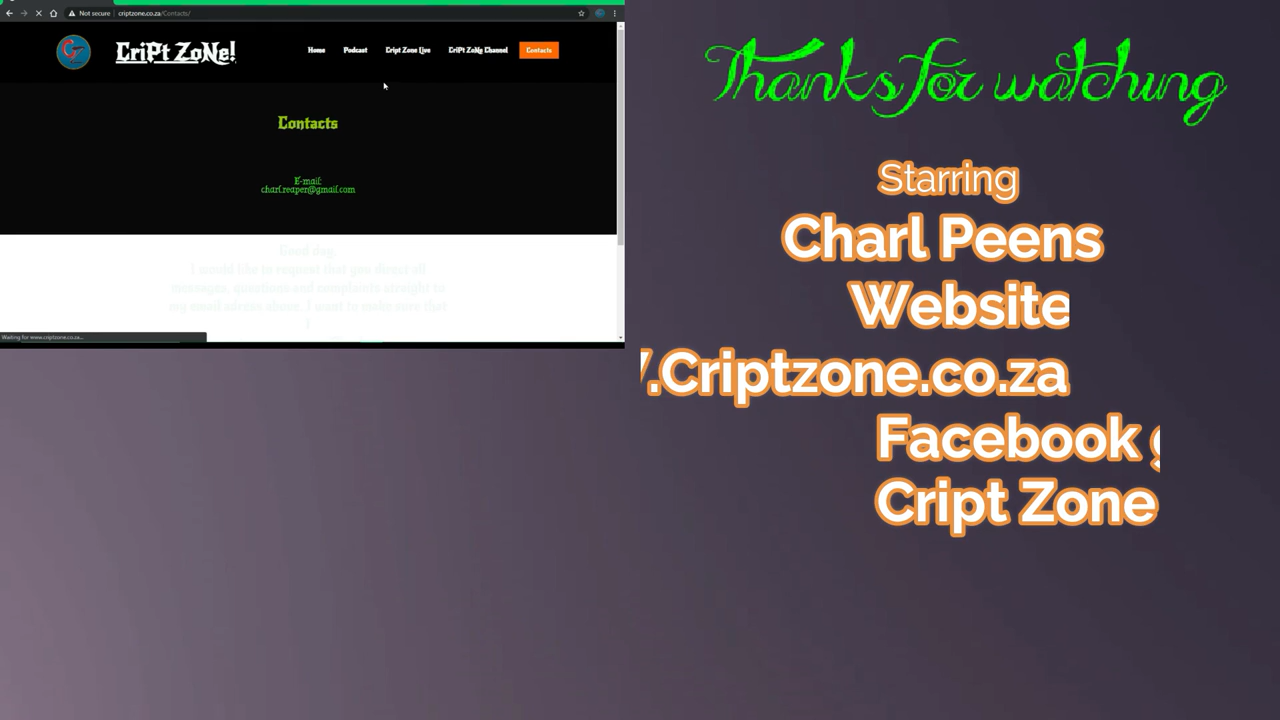 Not secure | criptzone.co.za/Contacts/
CriPt ZoNe!
Home
Podcast
Cript Zone Live
CriPt ZoNe Channel
Contacts
Contacts
E-mail:
charl.reaper@gmail.com
Good day.
I would like to request that you direct all
messages, questions and complaints straight to
my email adress above. I want to make sure that
I
Waiting for www.criptzone.co.za...
Thanks for watching
Starring
Charl Peens
Website
.Criptzone.co.za
Facebook
Cript Zone